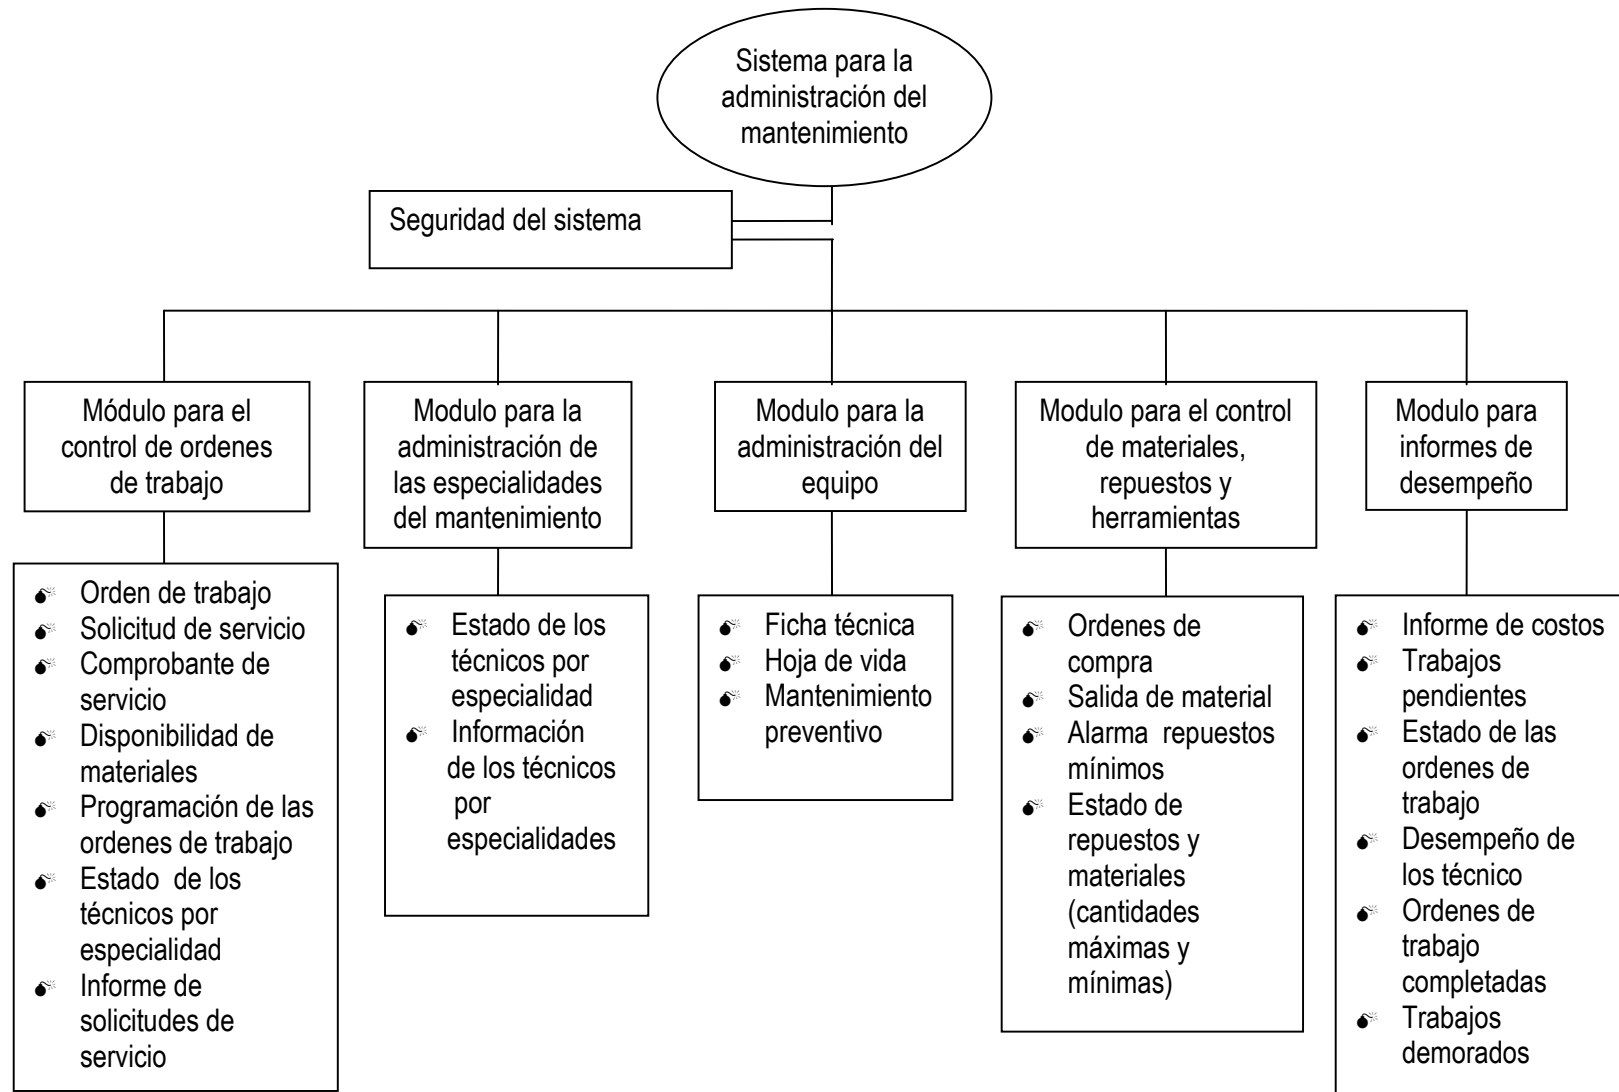 Sistema para la
administración del
mantenimiento
Seguridad del sistema
Módulo para el
control de ordenes
de trabajo
Modulo para la
administración de
las especialidades
del mantenimiento
Modulo para la
administración del
equipo
Modulo para el control
de materiales,
repuestos y
herramientas
Modulo para
informes de
desempeño
Orden de trabajo
Solicitud de servicio
Comprobante de
servicio
Disponibilidad de
materiales
Programación de las
ordenes de trabajo
Estado de los
técnicos por
especialidad
Informe de
solicitudes de
servicio
Estado de los
técnicos por
especialidad
Información
de los técnicos
por
especialidades
Ficha técnica
Hoja de vida
Mantenimiento
preventivo
Ordenes de
compra
Salida de material
Alarma repuestos
mínimos
Estado de
repuestos y
materiales
(cantidades
máximas y
mínimas)
Informe de costos
Trabajos
pendientes
Estado de las
ordenes de
trabajo
Desempeño de
los técnico
Ordenes de
trabajo
completadas
Trabajos
demorados